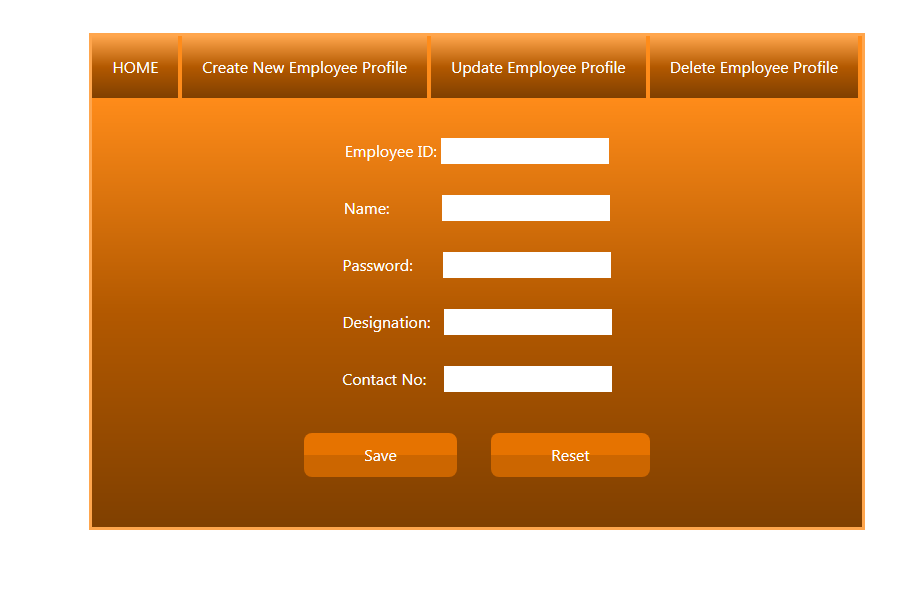 HOME Create New Employee Profile Update Employee Profile Delete Employee Profile
Employee ID:
Name:
Password:
Designation:
Contact No:
Save Reset